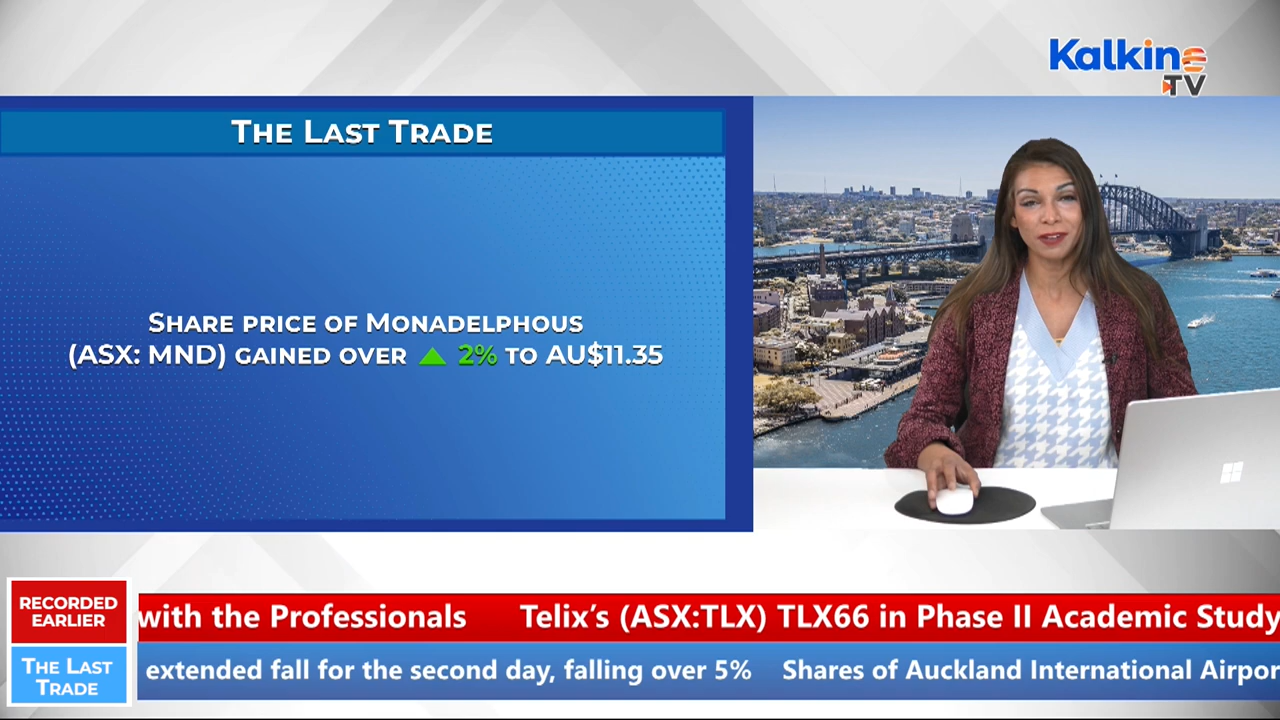 Kalkine
TV
THE LAST TRADE
SHARE PRICE OF MONADELPHOUS
(ASX: MND) GAINED OVER ▲ 2% TO AU$11.35
RECORDED
EARLIER
with the Professionals Telix's (ASX:TLX) TLX66 in Phase II Academic Study
THE LAST
TRADE
extended fall for the second day, falling over 5% Shares of Auckland International Airpor